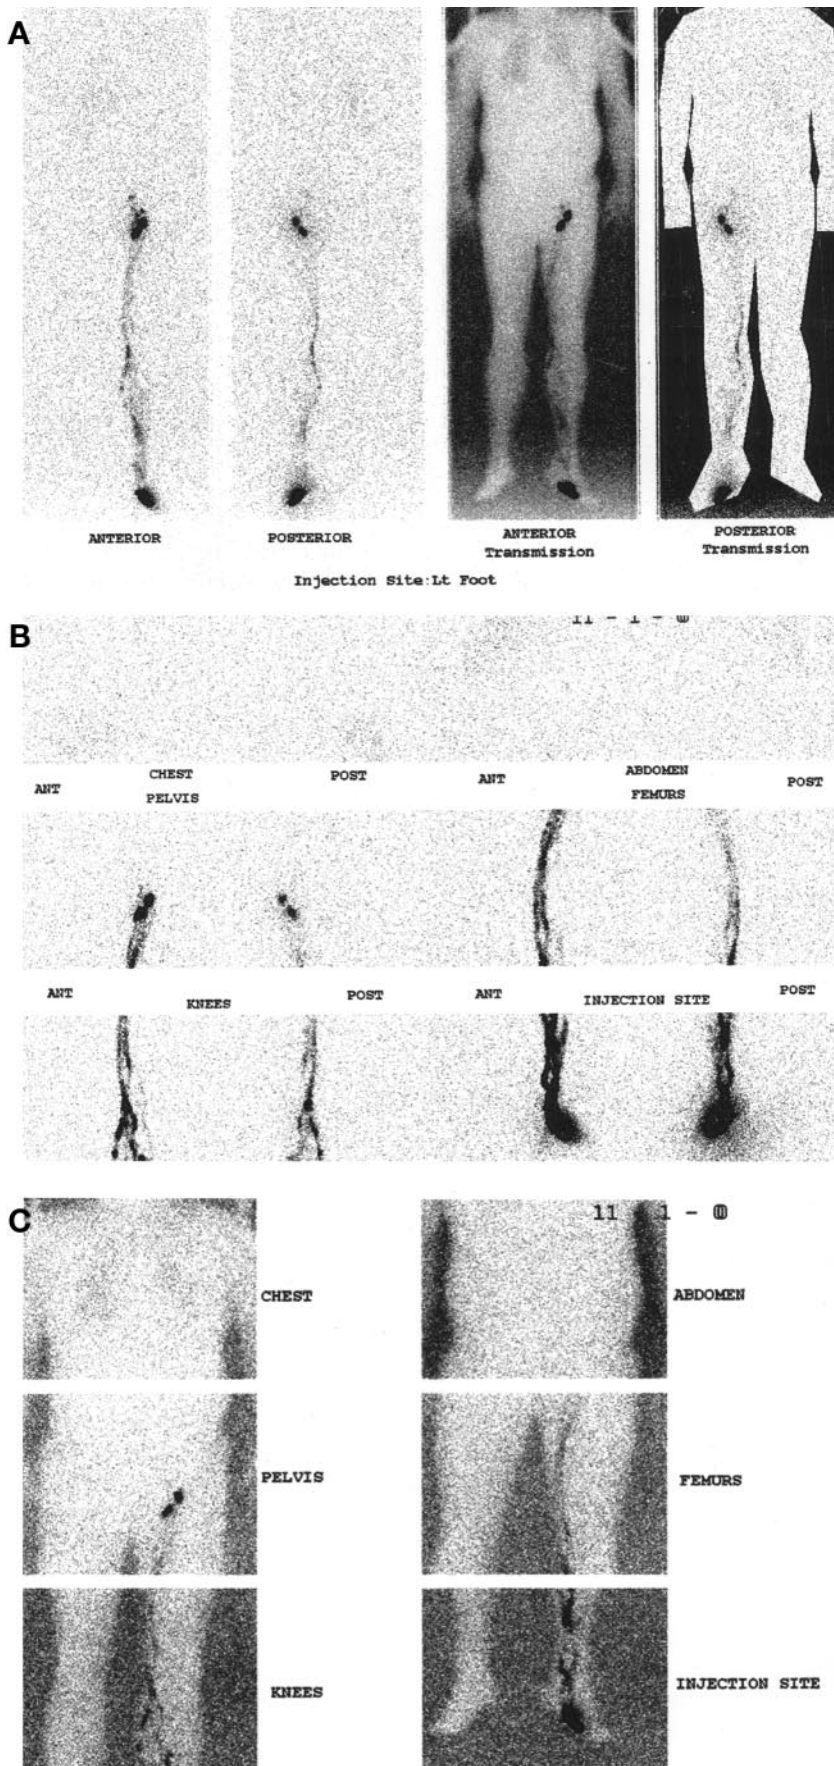 A
ANTERIOR
POSTERIOR
ANTERIOR
Transmission
POSTERIOR
Transmission
Injection Site:Lt Foot
B
ANT
CHEST
POST
ANT
ABDOMEN
POST
PELVIS
FEMURS
ANT
KNEES
POST
ANT
INJECTION SITE
POST
C
CHEST
ABDOMEN
PELVIS
FEMURS
KNEES
INJECTION SITE